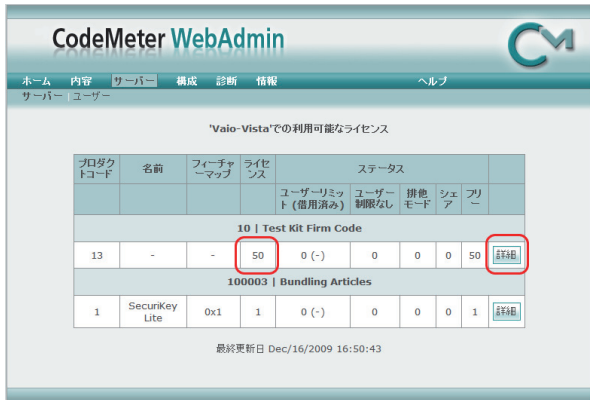 CodeMeter WebAdmin
ホーム 内容 サーバー 構成 診断 情報 ヘルプ
サーバー | ユーザー
'Vaio-Vista'での利用可能なライセンス
プロダクトコード 名前 フィーチャーマップ ライセンス ステータス
ユーザーリミット (借用済み) ユーザー制限なし 排他モード シェア フリー
10 | Test Kit Firm Code
13 - - 50 0 (-) 0 0 0 50 詳細
100003 | Bundling Articles
1 SecuriKey Lite 0x1 1 0 (-) 0 0 0 1 詳細
最終更新日 Dec/16/2009 16:50:43